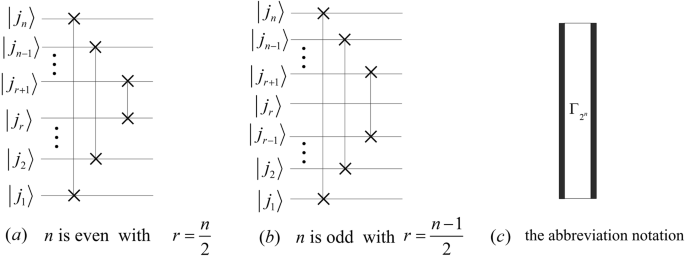 |j_n⟩
|j_{n−1}⟩
|j_{r+1}⟩
|j_r⟩
|j_2⟩
|j_1⟩
(a) n is even with r = n/2
|j_n⟩
|j_{n−1}⟩
|j_{r+1}⟩
|j_r⟩
|j_{r−1}⟩
|j_2⟩
|j_1⟩
(b) n is odd with r = (n−1)/2
Γ_{2^n}
(c) the abbreviation notation